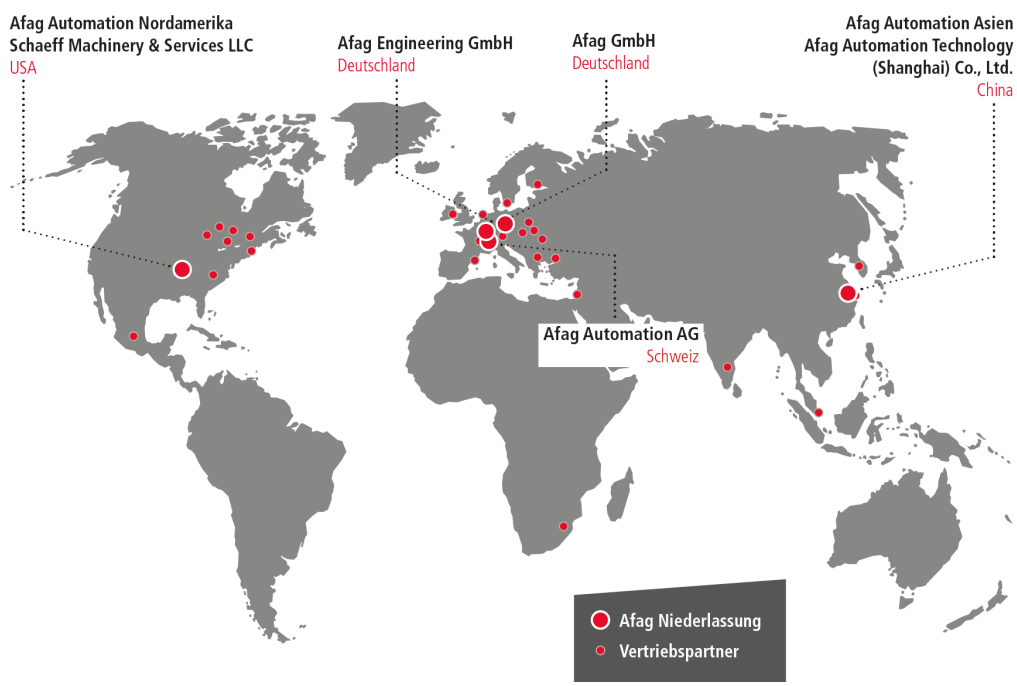 Afag Automation Nordamerika
Schaeff Machinery & Services LLC
USA
Afag Engineering GmbH
Deutschland
Afag GmbH
Deutschland
Afag Automation Asien
Afag Automation Technology
(Shanghai) Co., Ltd.
China
Afag Automation AG
Schweiz
Afag Niederlassung
Vertriebspartner